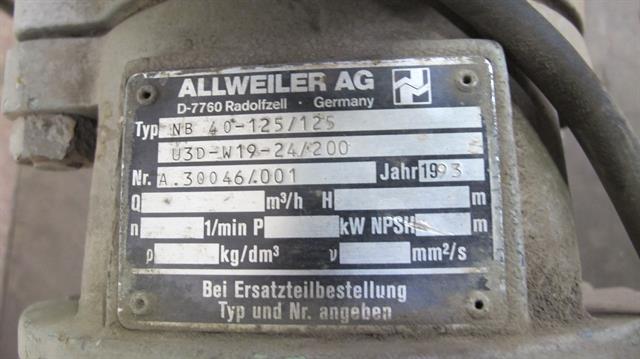 ALLWEILER AG
D-7760 Radolfzell · Germany
Typ NB 40-125/125
U3D-W19-24/200
Nr. A.30046/001 Jahr 1993
Q m³/h H m
n 1/min P kW NPSH m
ρ kg/dm³ ν mm²/s
Bei Ersatzteilbestellung
Typ und Nr. angeben